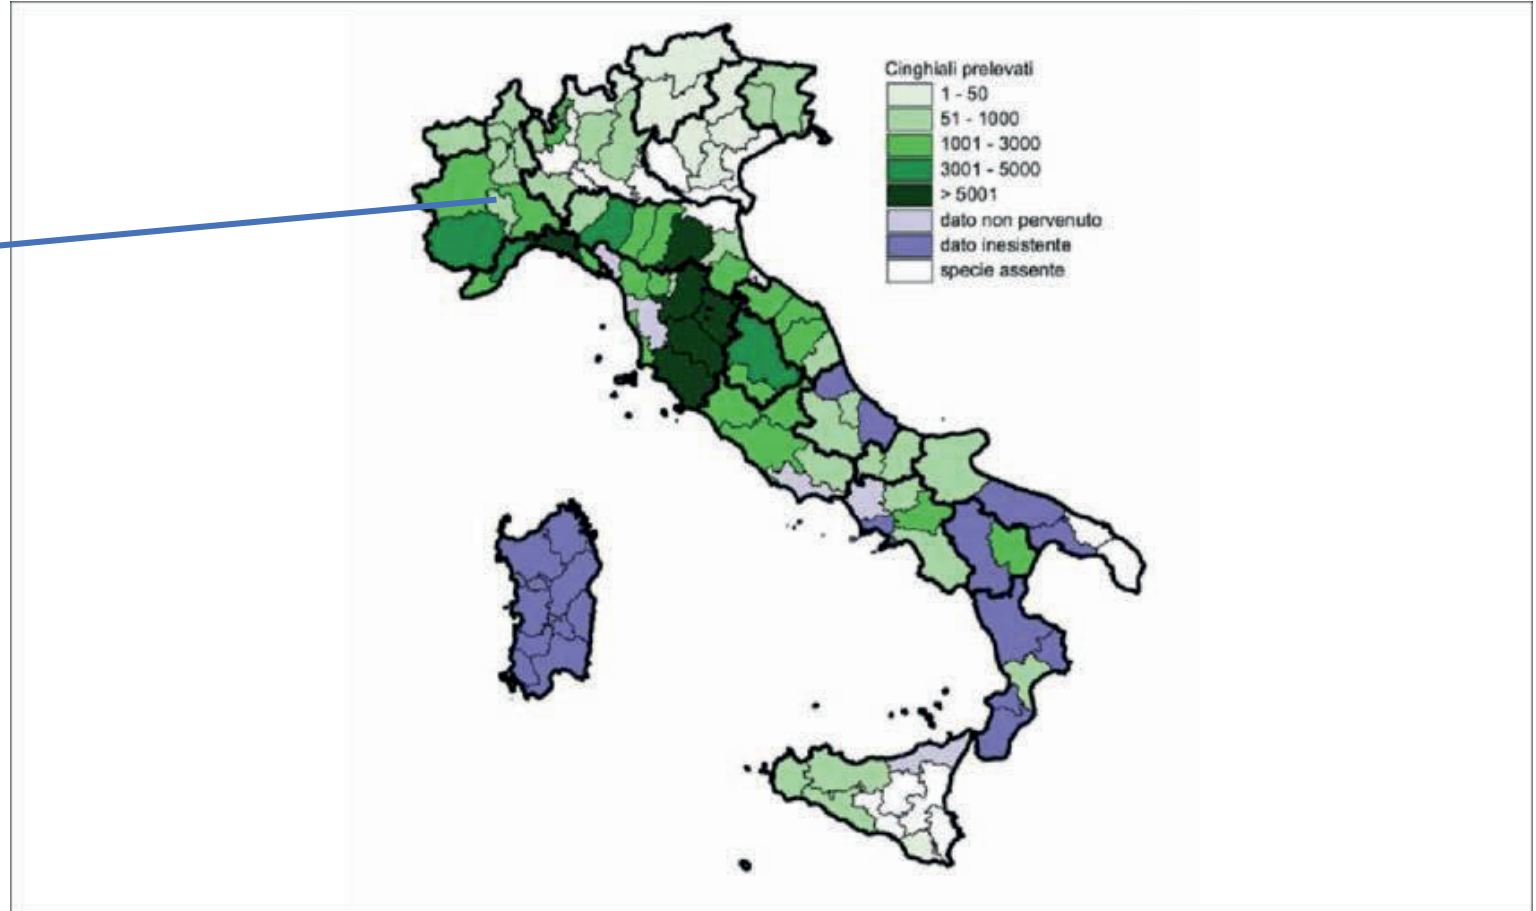 Cinghiali prelevati
1 - 50
51 - 1000
1001 - 3000
3001 - 5000
> 5001
dato non pervenuto
dato inesistente
specie assente